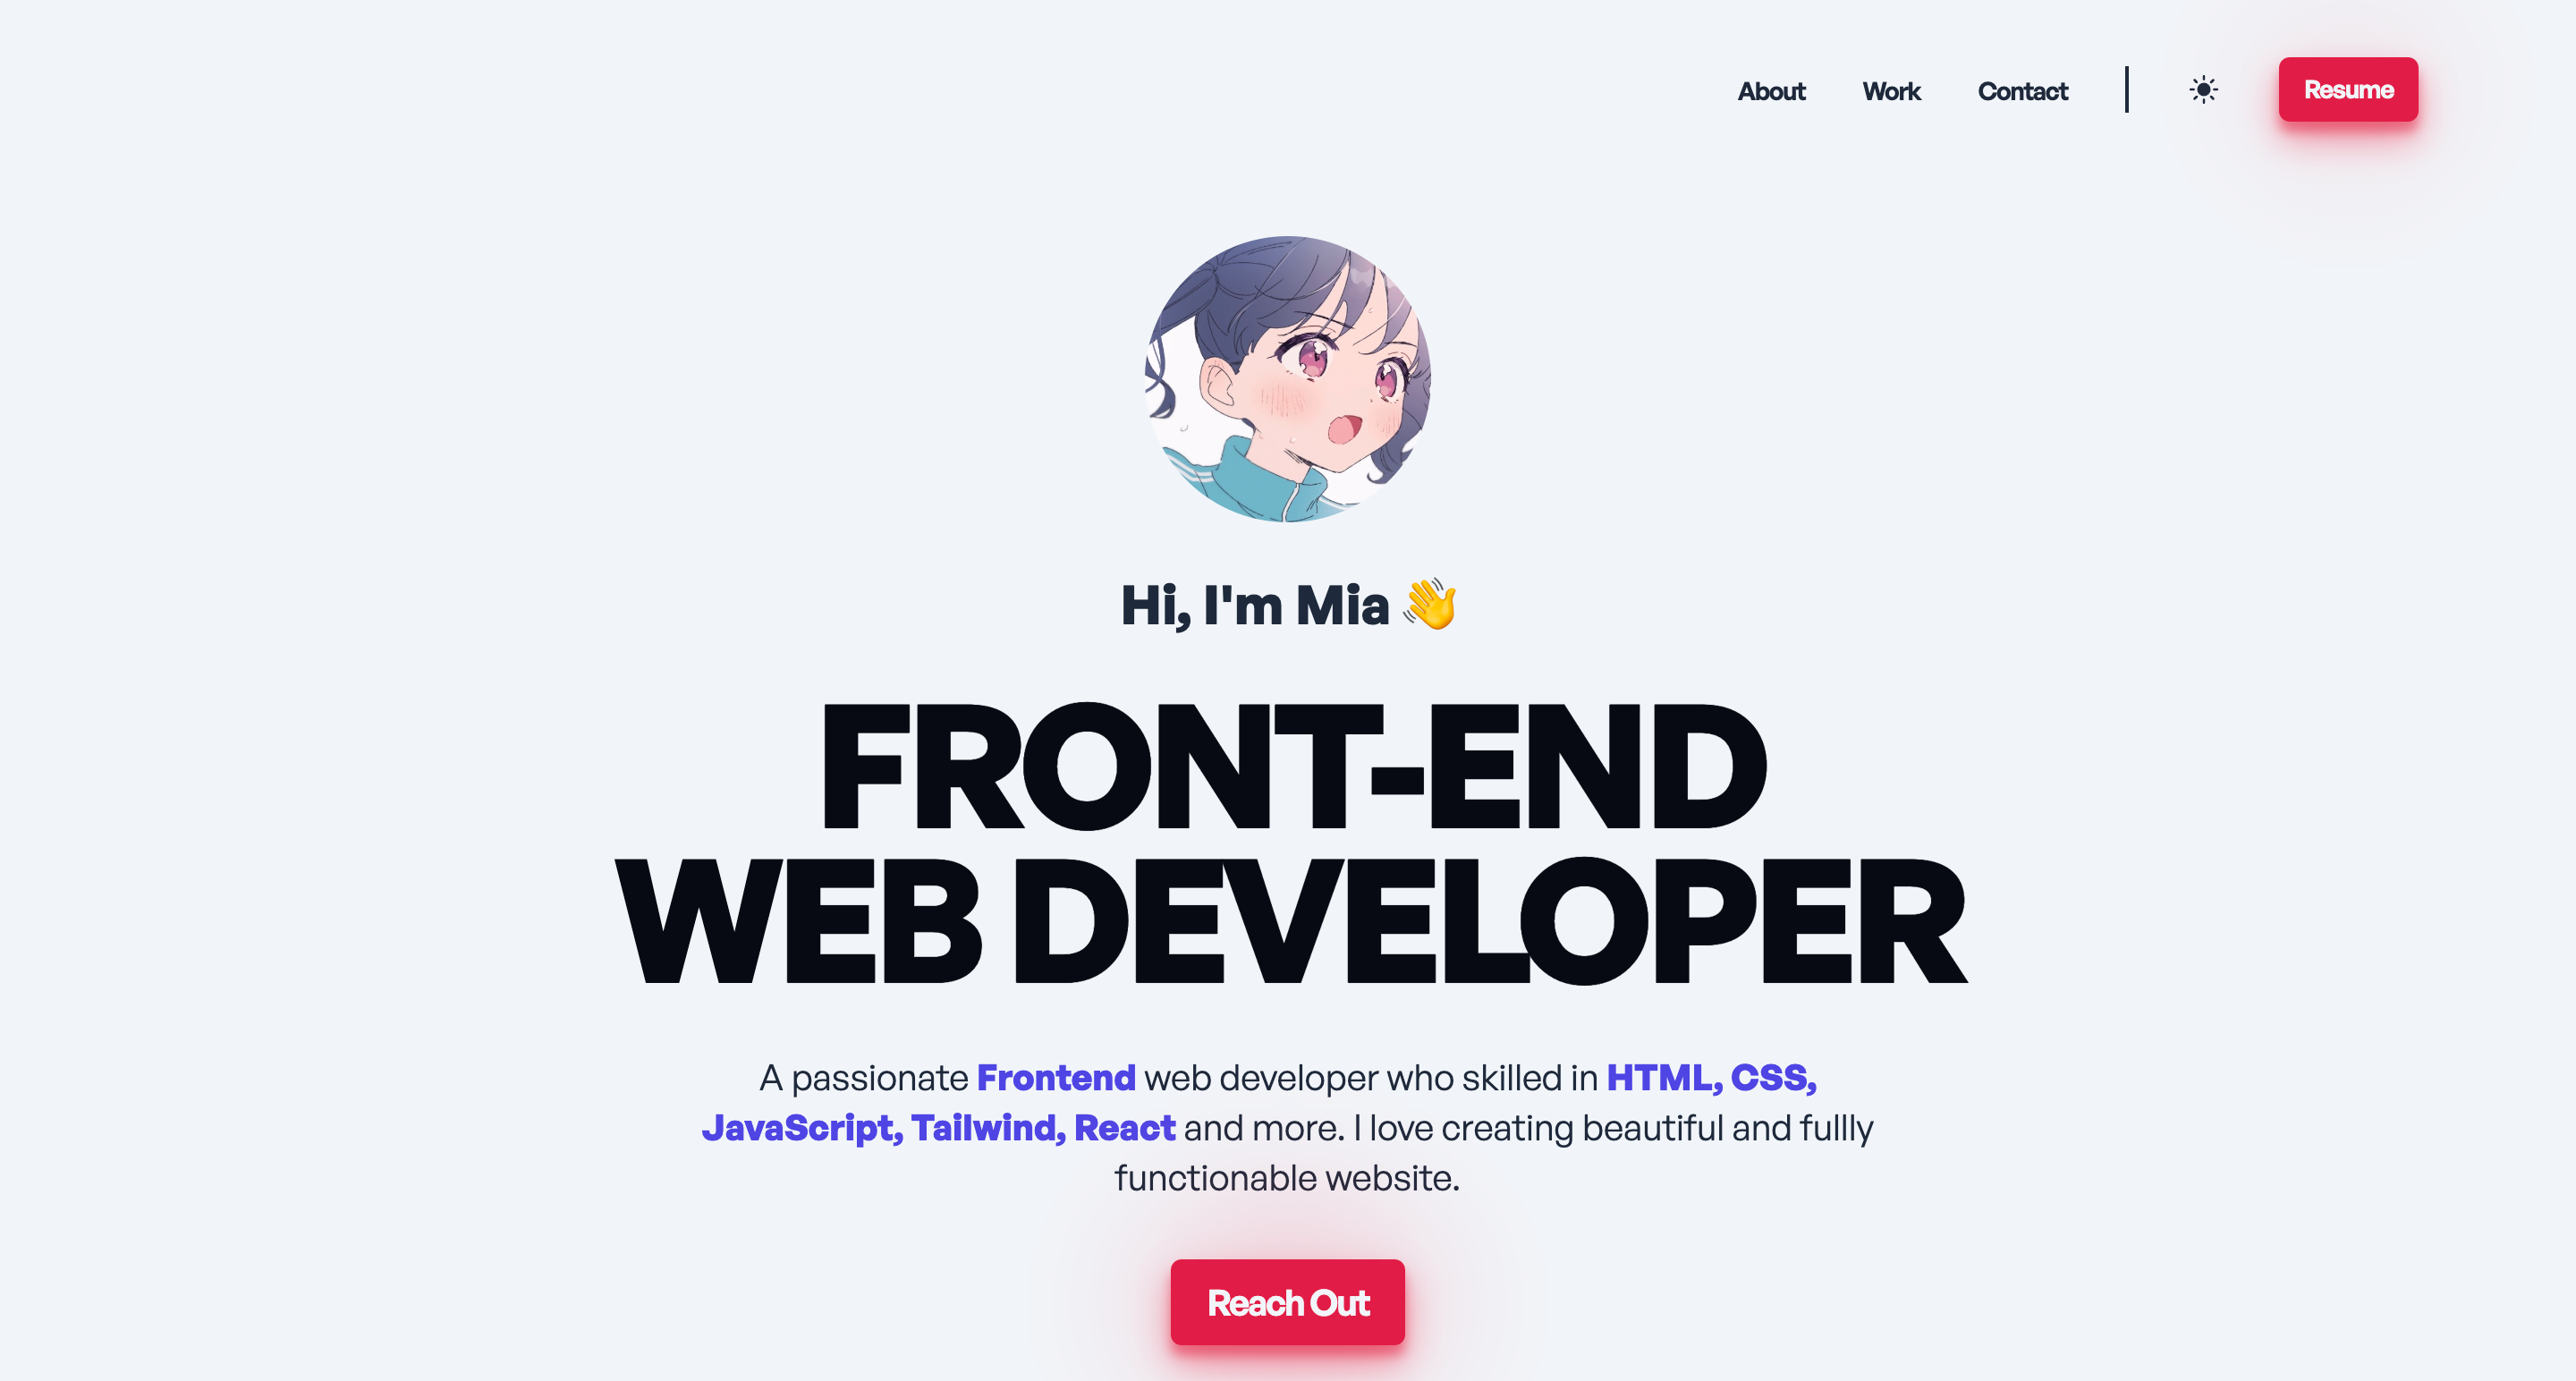 About Work Contact Resume
Hi, I'm Mia 👋
FRONT-END
WEB DEVELOPER
A passionate Frontend web developer who skilled in HTML, CSS,
JavaScript, Tailwind, React and more. I love creating beautiful and fullly
functionable website.
Reach Out